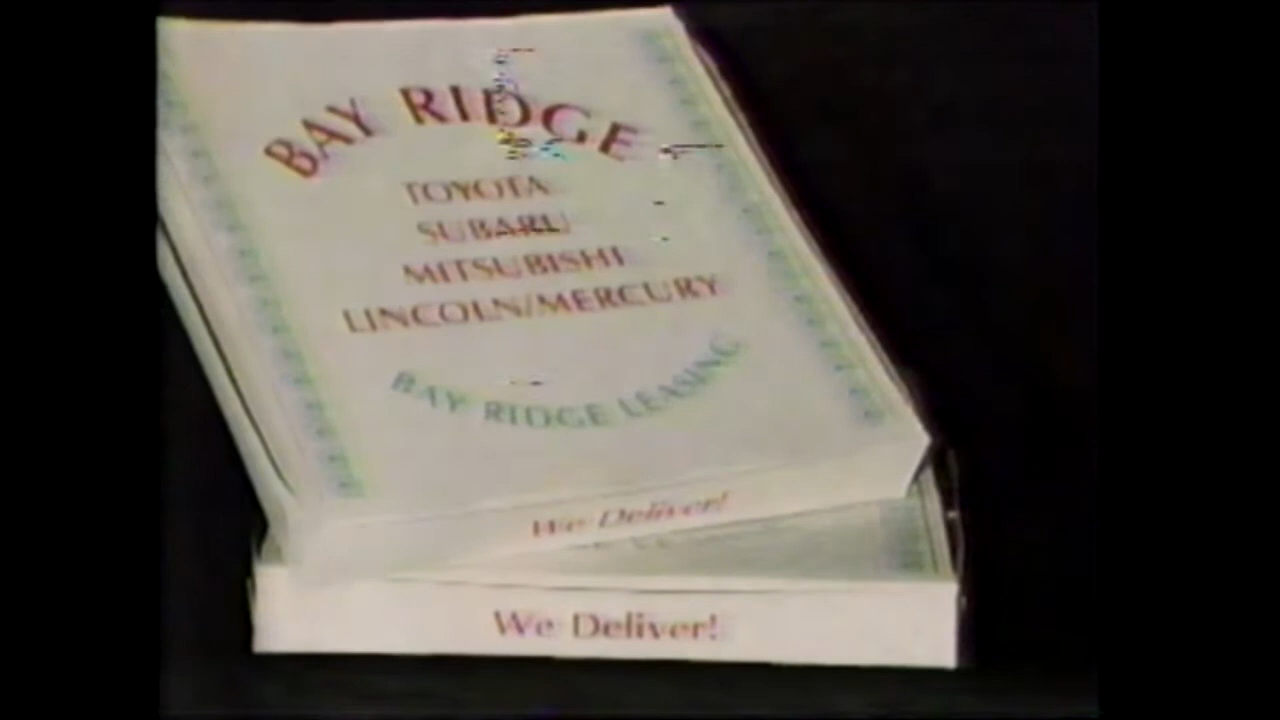 BAY RIDGE
TOYOTA
SUBARU
MITSUBISHI
LINCOLN/MERCURY
BAY RIDGE LEASING
We Deliver!
We Deliver!